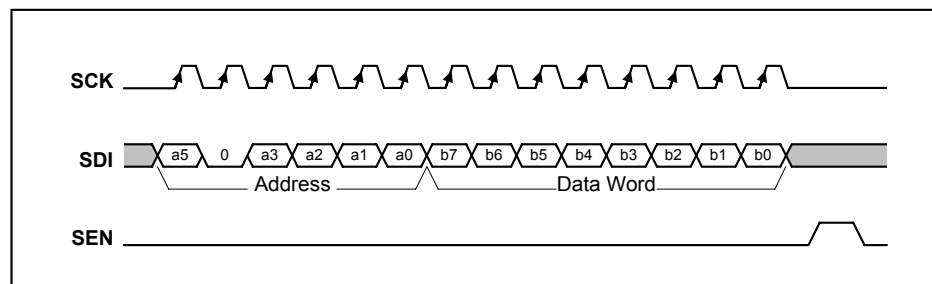 SCK
SDI a5 0 a3 a2 a1 a0 b7 b6 b5 b4 b3 b2 b1 b0
Address Data Word
SEN